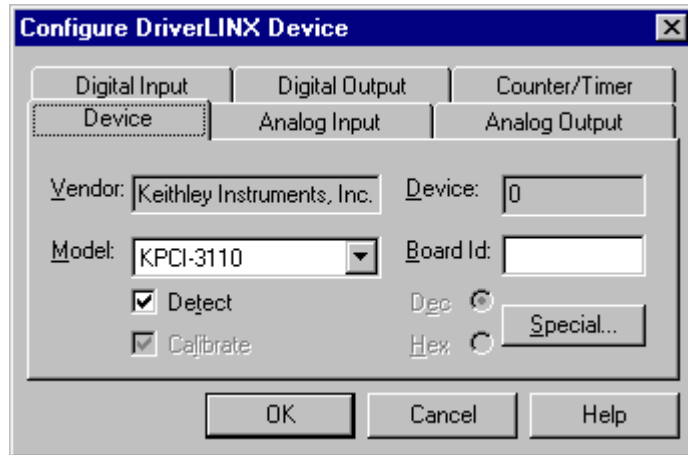 Configure DriverLINX Device
Digital Input Digital Output Counter/Timer
Device Analog Input Analog Output
Vendor: Keithley Instruments, Inc. Device: 0
Model: KPCI-3110 Board Id:
Detect Dec
Special...
Calibrate Hex
OK Cancel Help